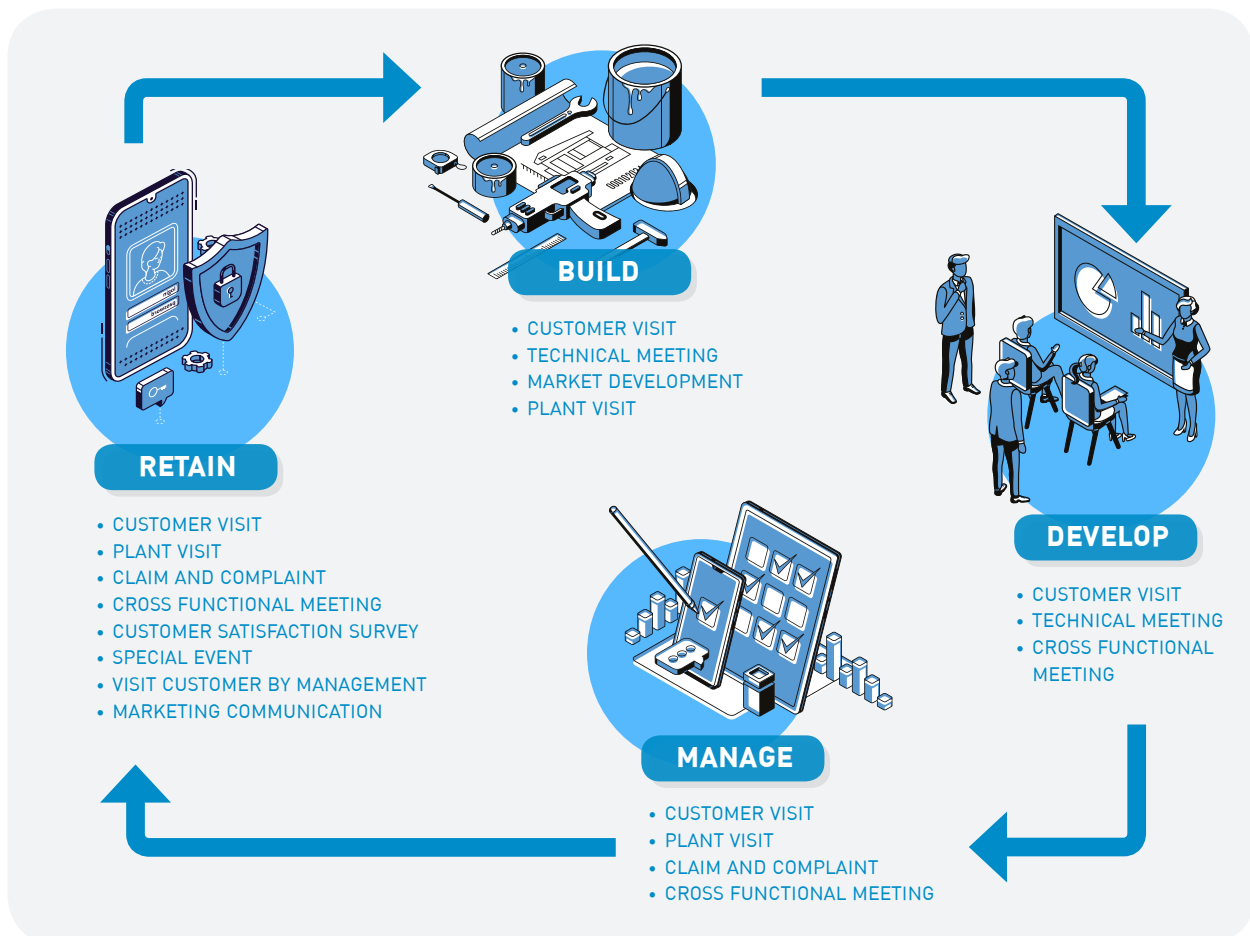 BUILD
• CUSTOMER VISIT
• TECHNICAL MEETING
• MARKET DEVELOPMENT
• PLANT VISIT
DEVELOP
• CUSTOMER VISIT
• TECHNICAL MEETING
• CROSS FUNCTIONAL
MEETING
MANAGE
• CUSTOMER VISIT
• PLANT VISIT
• CLAIM AND COMPLAINT
• CROSS FUNCTIONAL MEETING
RETAIN
• CUSTOMER VISIT
• PLANT VISIT
• CLAIM AND COMPLAINT
• CROSS FUNCTIONAL MEETING
• CUSTOMER SATISFACTION SURVEY
• SPECIAL EVENT
• VISIT CUSTOMER BY MANAGEMENT
• MARKETING COMMUNICATION